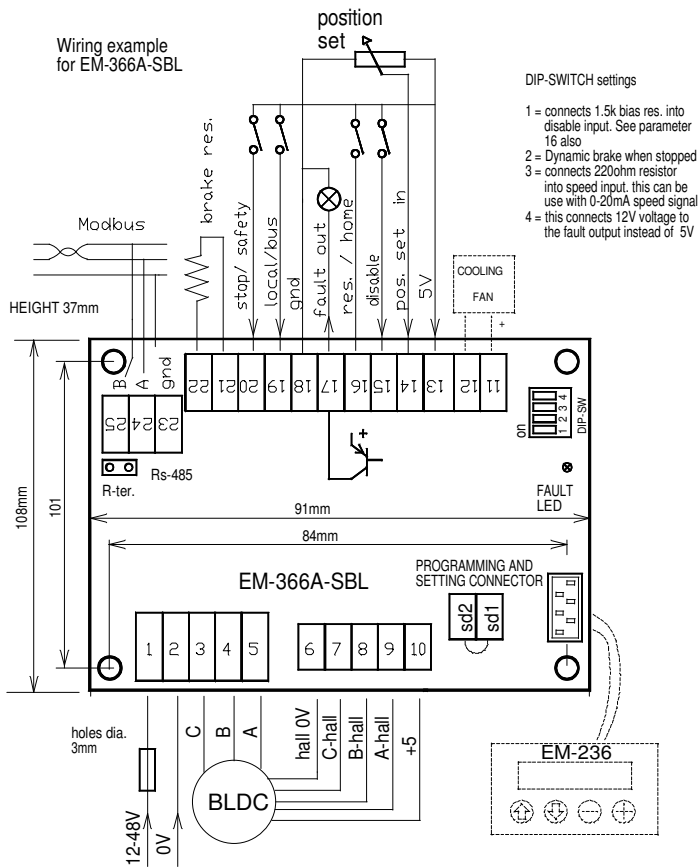 Wiring example
for EM-366A-SBL
position
set
DIP-SWITCH settings
1 = connects 1.5k bias res. into
disable input. See parameter
16 also
2 = Dynamic brake when stopped
3 = connects 220ohm resistor
into speed input. this can be
use with 0-20mA speed signal
4 = this connects 12V voltage to
the fault output instead of 5V
Modbus
brake res.
stop/ safety
local/bus
gnd
fault out
res. / home
disable
pos. set in
5V
COOLING
FAN
+
HEIGHT 37mm
B
A
gnd
25
24
23
22
21
20
19
18
17
16
15
14
13
12
11
+
on
1 2 3 4
DIP-SW
R-ter.
Rs-485
FAULT
LED
108mm
101
91mm
84mm
EM-366A-SBL
PROGRAMMING AND
SETTING CONNECTOR
sd2
sd1
1
2
3
4
5
6
7
8
9
10
holes dia.
3mm
C
B
A
hall 0V
C-hall
B-hall
A-hall
+5
BLDC
12-48V
0V
EM-236